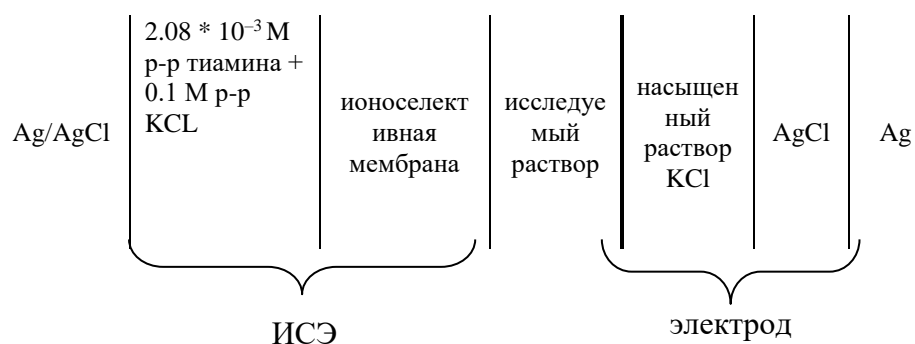 2.08 * 10⁻³ М
р-р тиамина +
0.1 М р-р
KCL
Ag/AgCl
ионоселект
ивная
мембрана
исследуе
мый
раствор
насыщен
ный
раствор
KCl
AgCl
Ag
ИСЭ
электрод